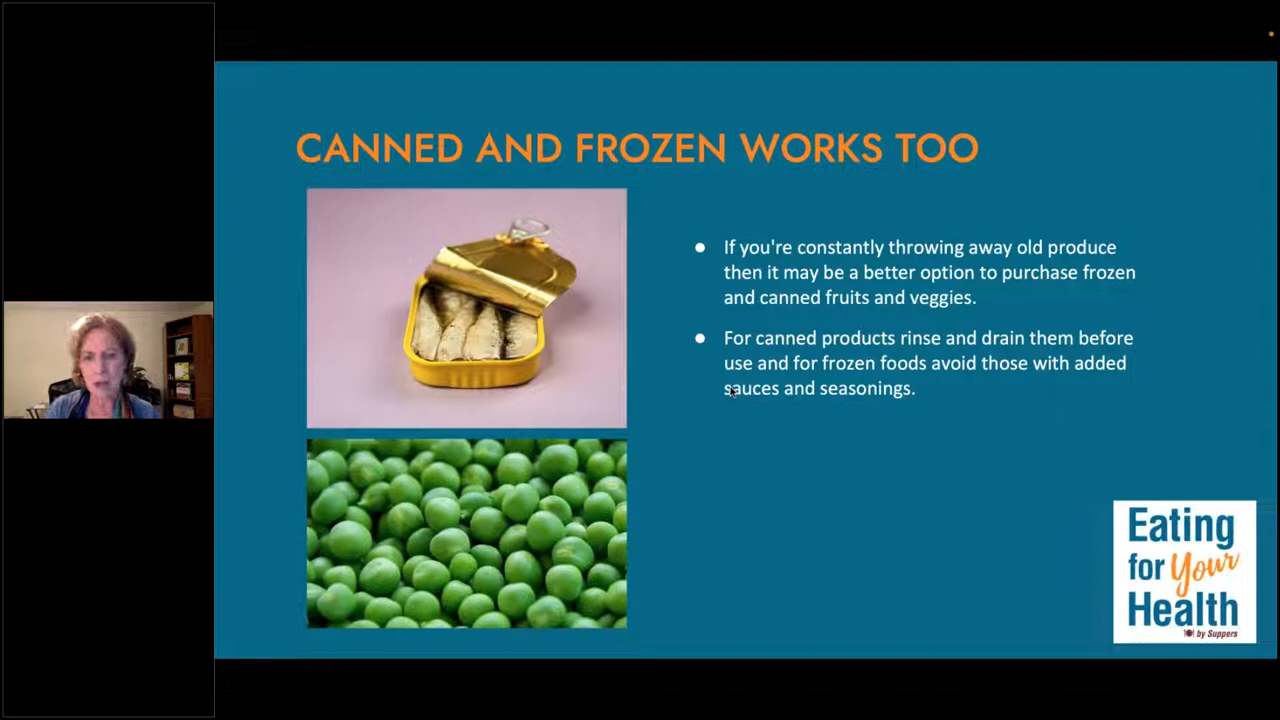 CANNED AND FROZEN WORKS TOO
● If you're constantly throwing away old produce
then it may be a better option to purchase frozen
and canned fruits and veggies.
● For canned products rinse and drain them before
use and for frozen foods avoid those with added
sauces and seasonings.
Eating
for Your
Health
by Suppers